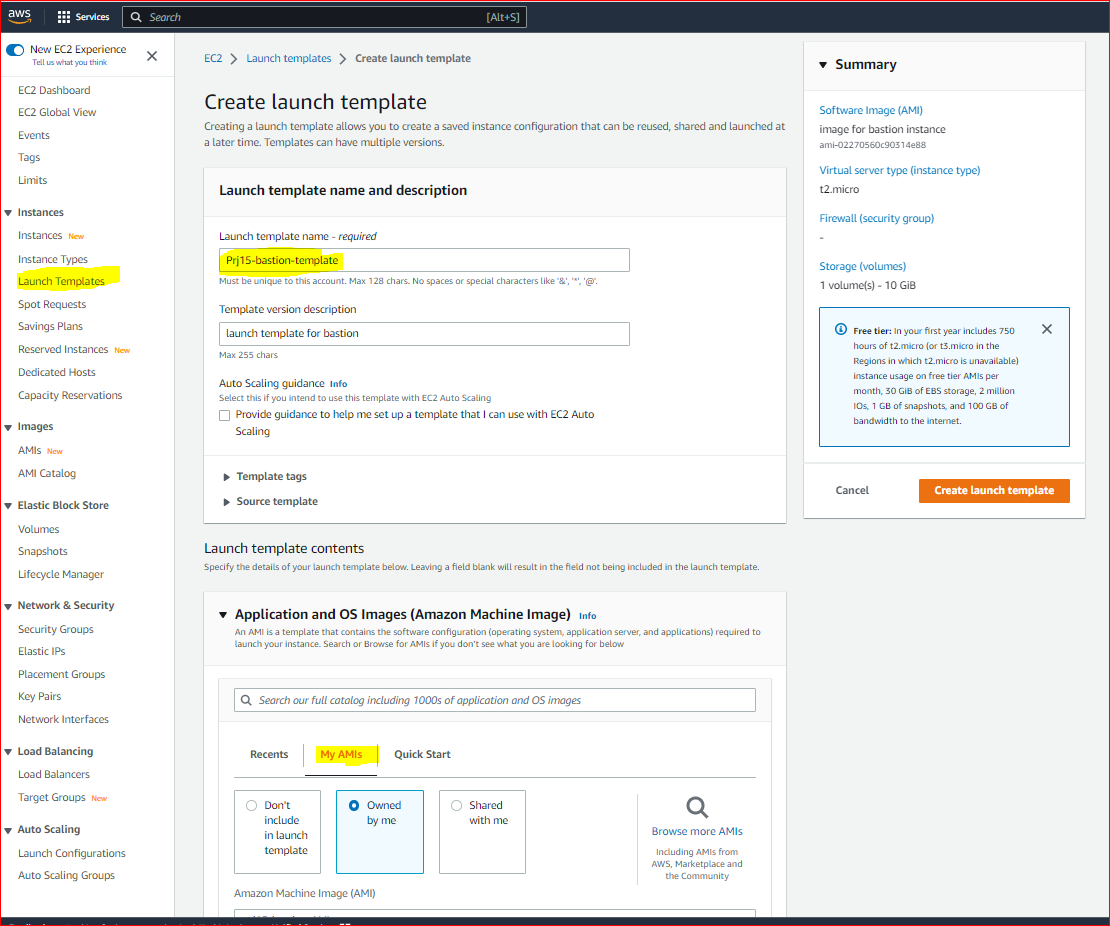 aws
Services
Search
[Alt+S]
New EC2 Experience
Tell us what you think
EC2 Dashboard
EC2 Global View
Events
Tags
Limits
Instances
Instances New
Instance Types
Launch Templates
Spot Requests
Savings Plans
Reserved Instances New
Dedicated Hosts
Capacity Reservations
Images
AMIs New
AMI Catalog
Elastic Block Store
Volumes
Snapshots
Lifecycle Manager
Network & Security
Security Groups
Elastic IPs
Placement Groups
Key Pairs
Network Interfaces
Load Balancing
Load Balancers
Target Groups New
Auto Scaling
Launch Configurations
Auto Scaling Groups
EC2 > Launch templates > Create launch template
Create launch template
Creating a launch template allows you to create a saved instance configuration that can be reused, shared and launched at
a later time. Templates can have multiple versions.
Launch template name and description
Launch template name - required
Prj15-bastion-template
Must be unique to this account. Max 128 chars. No spaces or special characters like '&', '*', '@'.
Template version description
launch template for bastion
Max 255 chars
Auto Scaling guidance Info
Select this if you intend to use this template with EC2 Auto Scaling
Provide guidance to help me set up a template that I can use with EC2 Auto
Scaling
Template tags
Source template
Launch template contents
Specify the details of your launch template below. Leaving a field blank will result in the field not being included in the launch template.
Application and OS Images (Amazon Machine Image) Info
An AMI is a template that contains the software configuration (operating system, application server, and applications) required to
launch your instance. Search or Browse for AMIs if you don't see what you are looking for below
Search our full catalog including 1000s of application and OS images
Recents
My AMIs
Quick Start
Don't
include
in launch
template
Owned
by me
Shared
with me
Browse more AMIs
Including AMIs from
AWS, Marketplace and
the Community
Amazon Machine Image (AMI)
Summary
Software Image (AMI)
image for bastion instance
ami-02270560c90314e88
Virtual server type (instance type)
t2.micro
Firewall (security group)
-
Storage (volumes)
1 volume(s) - 10 GiB
Free tier: In your first year includes 750
hours of t2.micro (or t3.micro in the
Regions in which t2.micro is unavailable)
instance usage on free tier AMIs per
month, 30 GiB of EBS storage, 2 million
IOs, 1 GB of snapshots, and 100 GB of
bandwidth to the internet.
Cancel
Create launch template